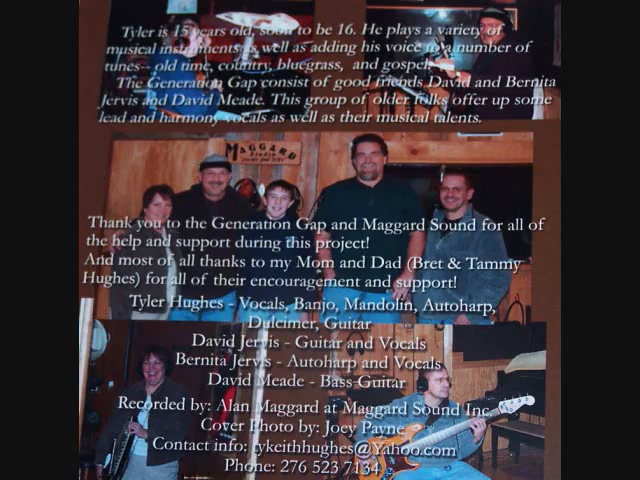 Tyler is 15 years old, soon to be 16. He plays a variety of
musical instruments as well as adding his voice to a number of
tunes-- old time, country, bluegrass, and gospel.
The Generation Gap consist of good friends David and Bernita
Jervis and David Meade. This group of older folks offer up some
lead and harmony vocals as well as their musical talents.
MAGGARD
Studio
Thank you to the Generation Gap and Maggard Sound for all of
the help and support during this project!
And most of all thanks to my Mom and Dad (Bret & Tammy
Hughes) for all of their encouragement and support!
Tyler Hughes - Vocals, Banjo, Mandolin, Autoharp,
Dulcimer, Guitar
David Jervis - Guitar and Vocals
Bernita Jervis - Autoharp and Vocals
David Meade - Bass Guitar
Recorded by: Alan Maggard at Maggard Sound Inc.
Cover Photo by: Joey Payne
Contact info: tykeithhughes@Yahoo.com
Phone: 276 523 7134